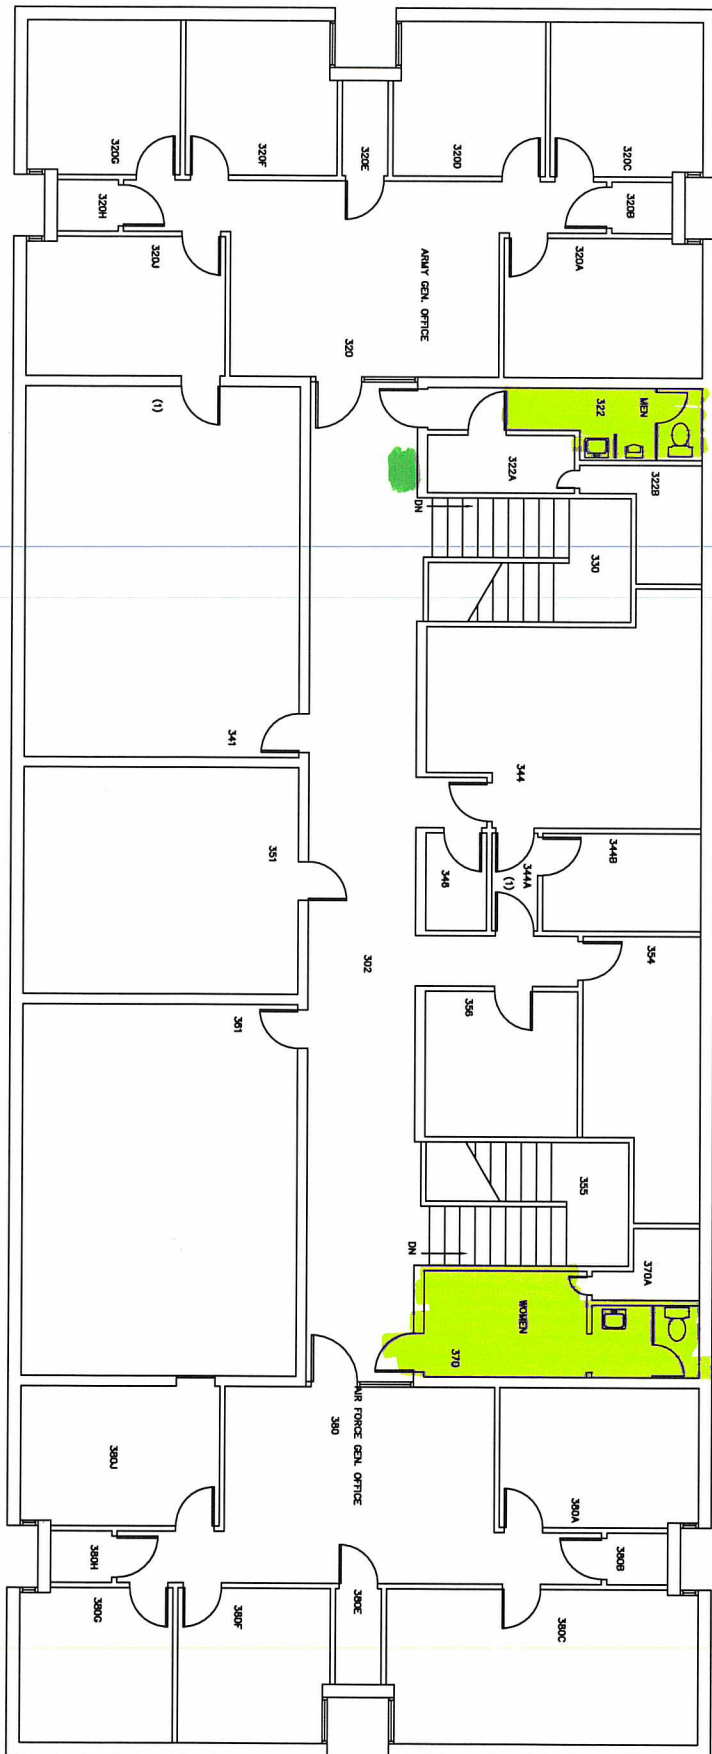 320G
320F
320E
320D
320C
320H
320B
320J
320A
ARMY GEN. OFFICE
320
(1)
MEN
322
322A
322B
DN
330
341
344
351
348
344A
(1)
344B
354
302
356
361
355
DN
370A
WOMEN
370
380
AIR FORCE GEN. OFFICE
380J
380A
380H
380B
380E
380G
380F
380C